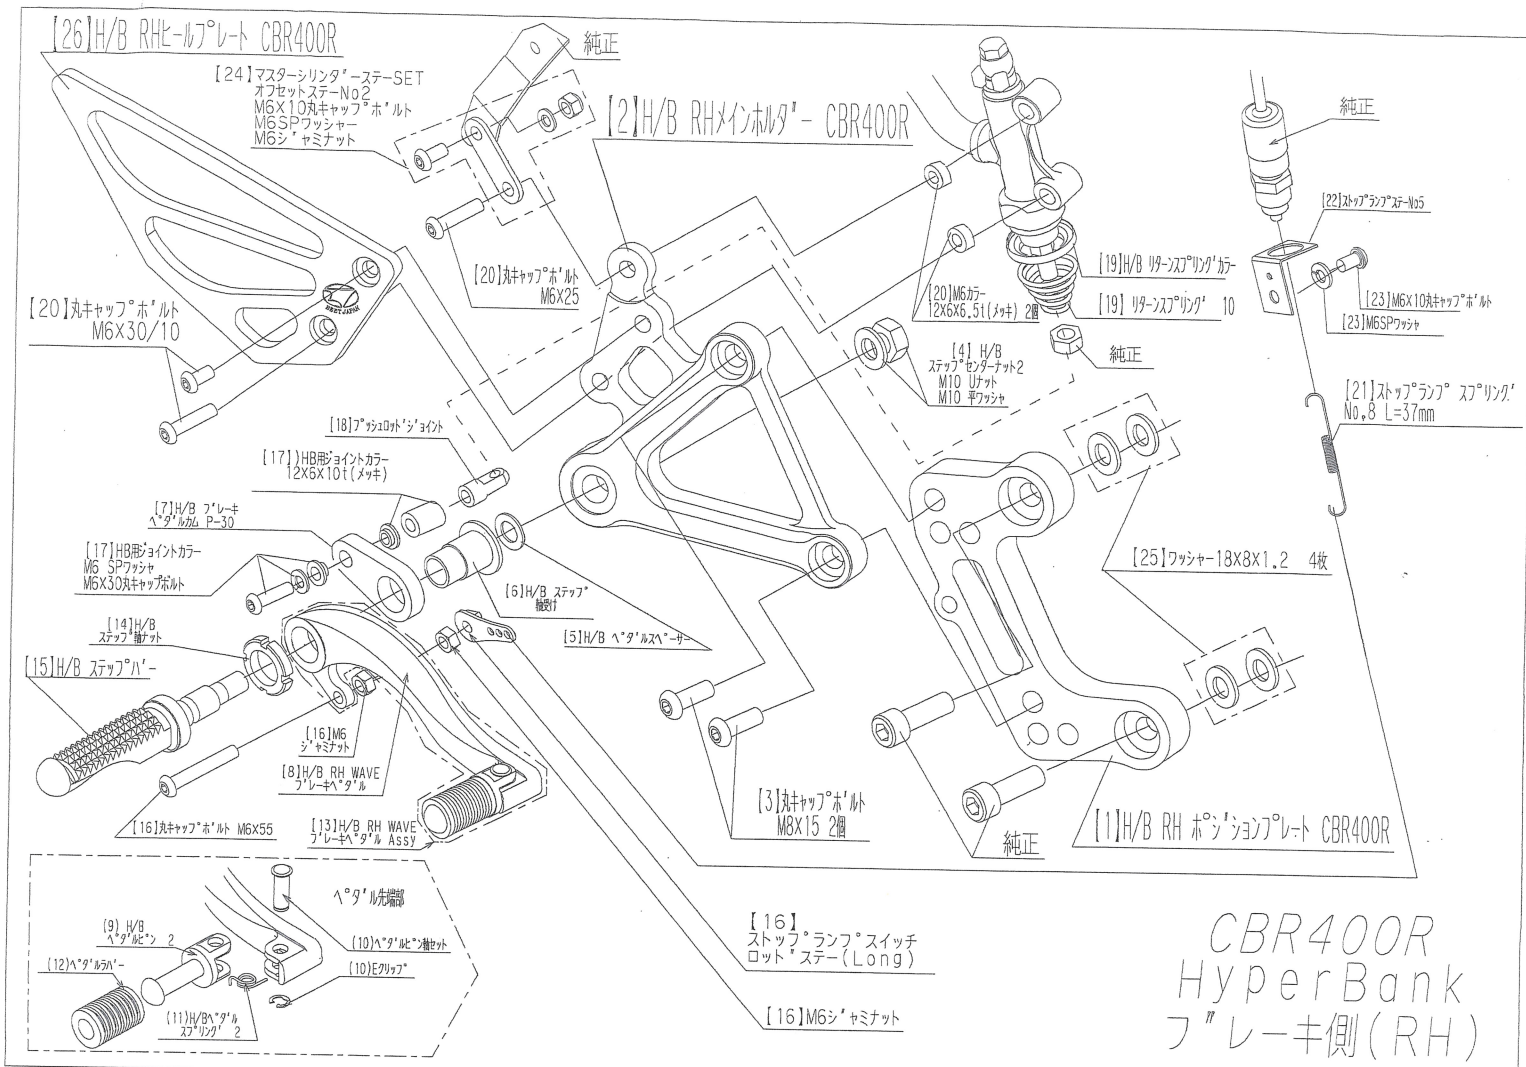 【26】H/B RHヒールプレート CBR400R
純正
【24】マスターシリンダーステーSET
オフセットステーNo2
M6X10丸キャップボルト
M6SPワッシャー
M6ジャミナット
【2】H/B RHメインホルダー CBR400R
純正
[22]ストップランプステーNo5
【20】丸キャップボルト
M6X25
[19]H/B リターンスプリングカラー
[19] リターンスプリング 10
[20]M6カラー
12x6x6.5t(メッキ) 2個
[23]M6x10丸キャップボルト
[23]M6SPワッシャ
BEET-JAPAN
【20】丸キャップボルト
M6X30/10
純正
[4] H/B
ステップセンターナット2
M10 Uナット
M10 平ワッシャ
[21]ストップランプ スプリング
No.8 L=37mm
[18]プッシュロッドジョイント
[17])HB用ジョイントカラー
12x6x10t(メッキ)
[7]H/B ブレーキ
ペダルカム P-30
[17]HB用ジョイントカラー
M6 SPワッシャ
M6x30丸キャップボルト
[25]ワッシャー18X8X1.2 4枚
[6]H/B ステップ
軸受け
[5]H/B ペダルスペーサー
[14]H/B
ステップ軸ナット
[15]H/B ステップバー
[16]M6
ジャミナット
[8]H/B RH WAVE
ブレーキペダル
[16]丸キャップボルト M6X55
[13]H/B RH WAVE
ブレーキペダル Assy
[3]丸キャップボルト
M8X15 2個
純正
[1]H/B RH ポジションプレート CBR400R
ペダル先端部
(9) H/B
ペダルピン 2
(10)ペダルピン軸セット
(12)ペダルラバー
(10)Eクリップ
(11)H/Bペダル
スプリング 2
【16】
ストップランプスイッチ
ロッドステー(Long)
[16]M6ジャミナット
CBR400R
HyperBank
ブレーキ側(RH)